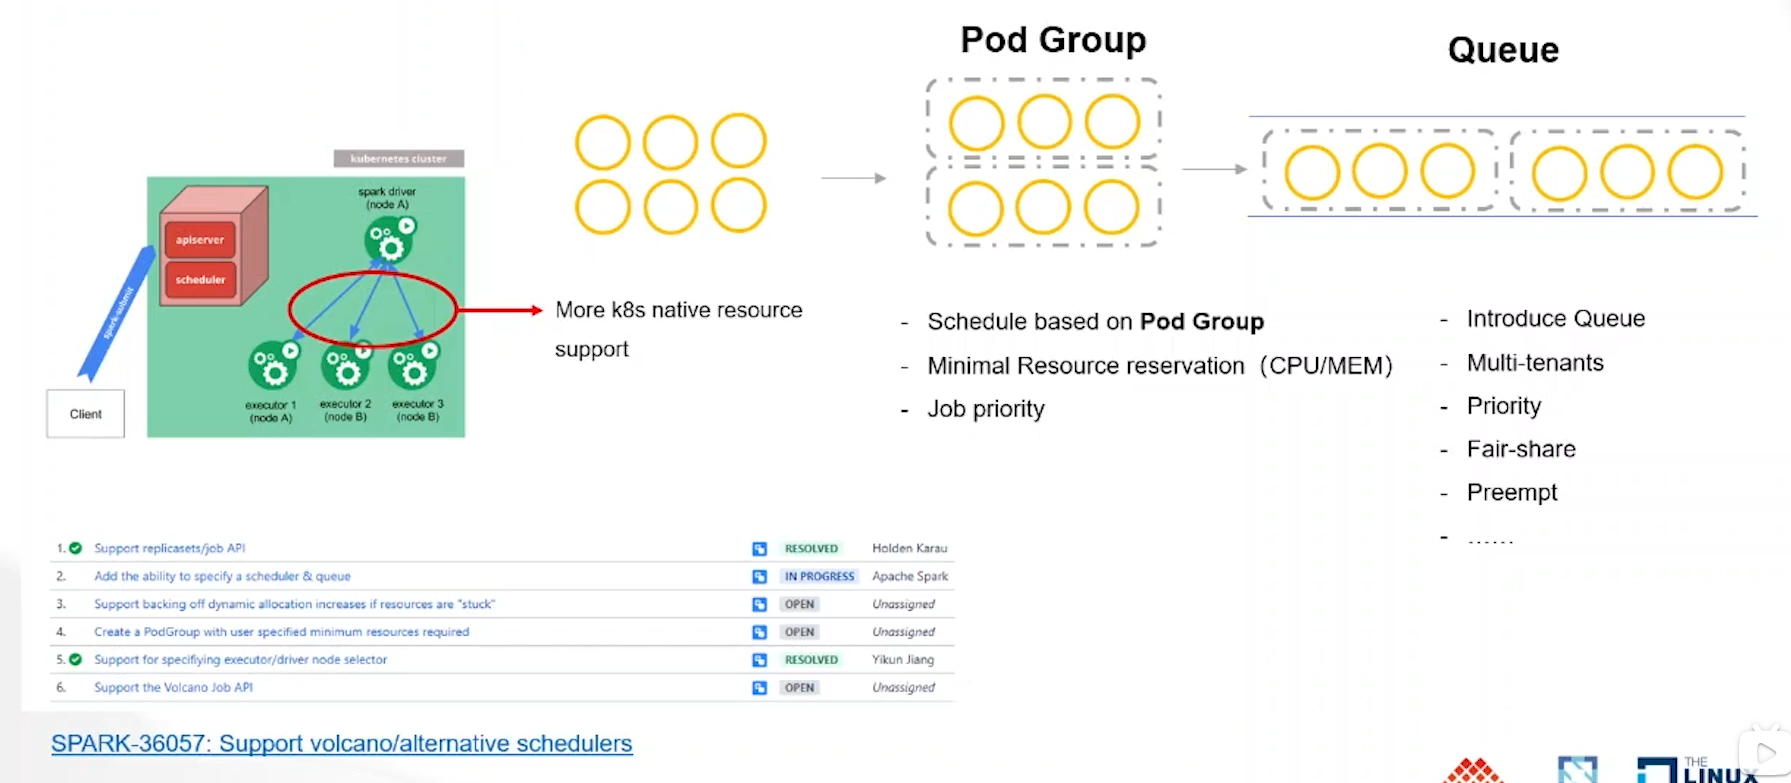 Pod Group
Queue
kubernetes cluster
spark driver
(node A)
apiserver
scheduler
spark-submit
Client
executor 1
(node A)
executor 2
(node B)
executor 3
(node B)
More k8s native resource
support
- Schedule based on Pod Group
- Minimal Resource reservation（CPU/MEM）
- Job priority
- Introduce Queue
- Multi-tenants
- Priority
- Fair-share
- Preempt
- ......
1. Support replicasets/job API RESOLVED Holden Karau
2. Add the ability to specify a scheduler & queue IN PROGRESS Apache Spark
3. Support backing off dynamic allocation increases if resources are "stuck" OPEN Unassigned
4. Create a PodGroup with user specified minimum resources required OPEN Unassigned
5. Support for specifiying executor/driver node selector RESOLVED Yikun Jiang
6. Support the Volcano Job API OPEN Unassigned
SPARK-36057: Support volcano/alternative schedulers
THE
LINUX